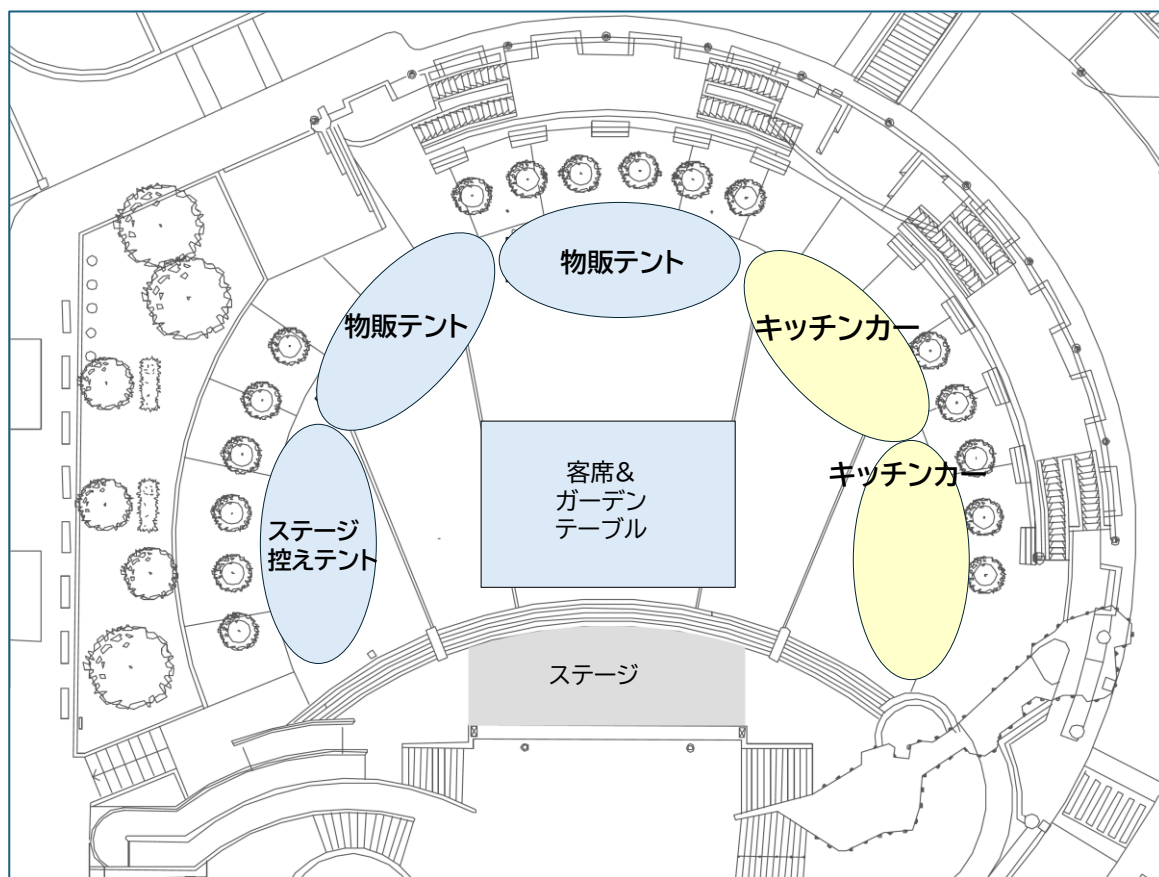 物販テント
物販テント
キッチンカー
キッチンカー
客席&
ガーデン
テーブル
ステージ
控えテント
ステージ